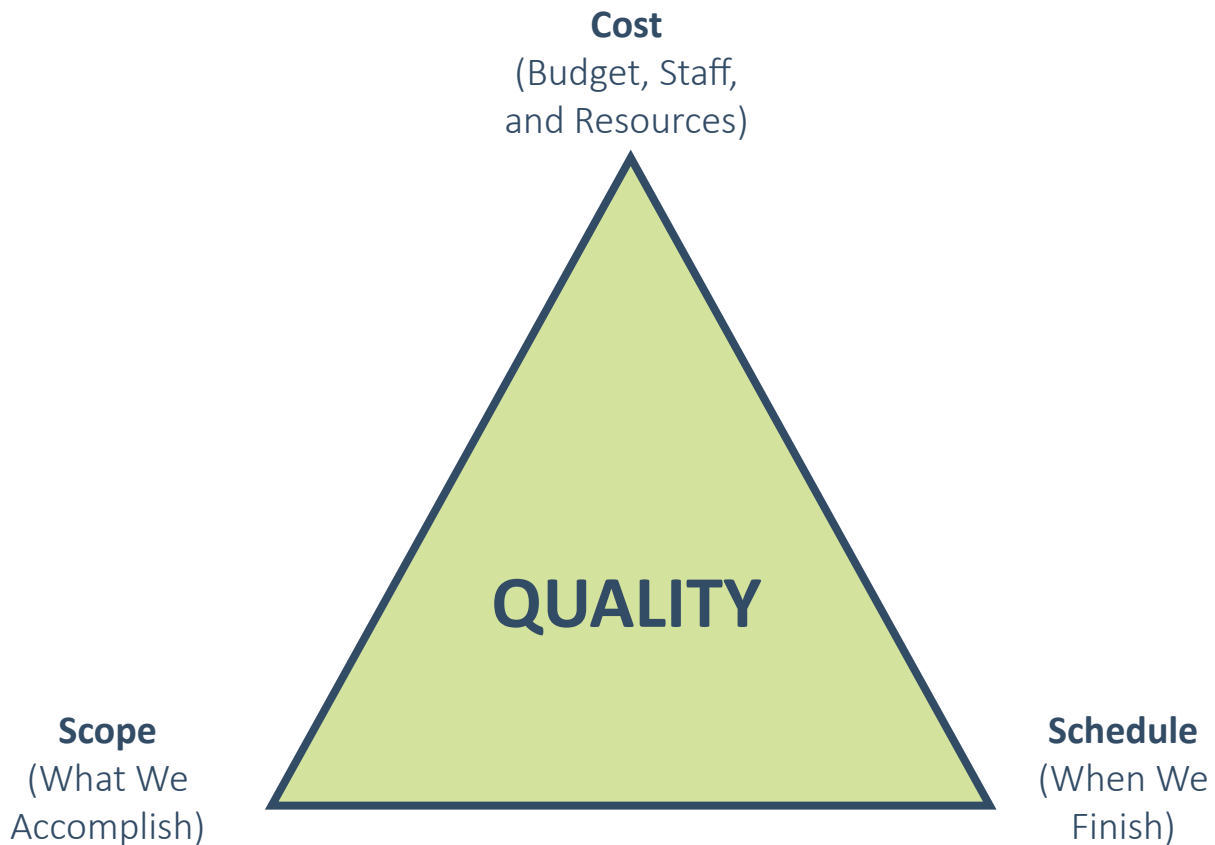 Cost
(Budget, Staff,
and Resources)
QUALITY
Scope
(What We
Accomplish)
Schedule
(When We
Finish)